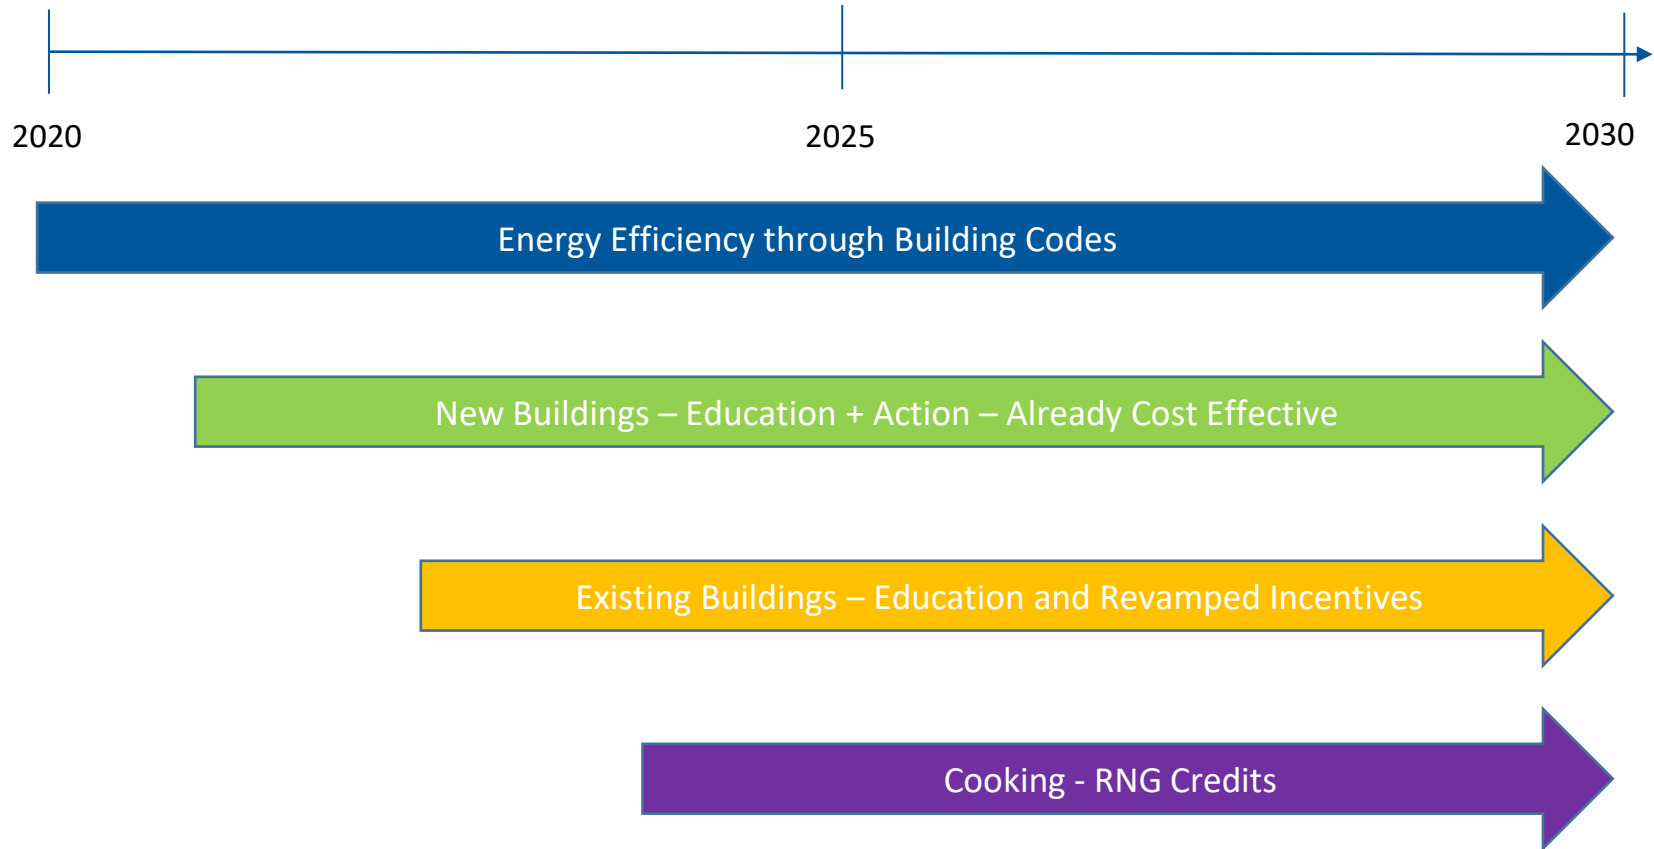 2020
2025
2030
Energy Efficiency through Building Codes
New Buildings – Education + Action – Already Cost Effective
Existing Buildings – Education and Revamped Incentives
Cooking - RNG Credits